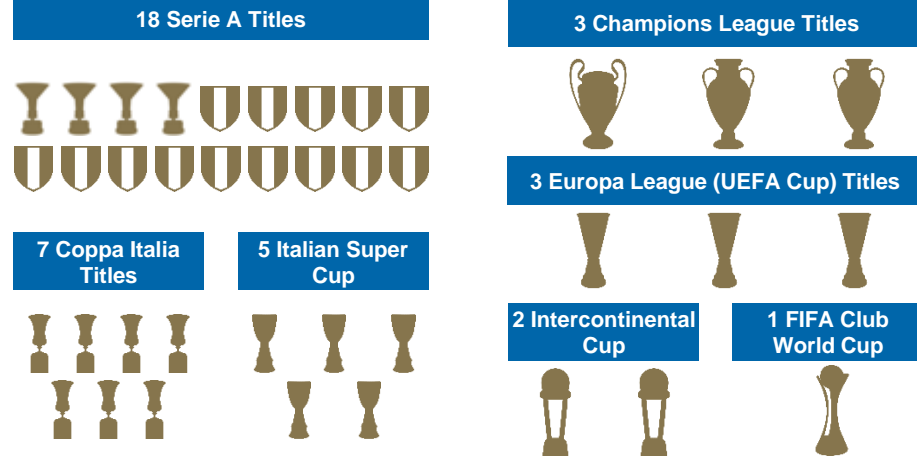 18 Serie A Titles
3 Champions League Titles
3 Europa League (UEFA Cup) Titles
7 Coppa Italia
Titles
5 Italian Super
Cup
2 Intercontinental
Cup
1 FIFA Club
World Cup